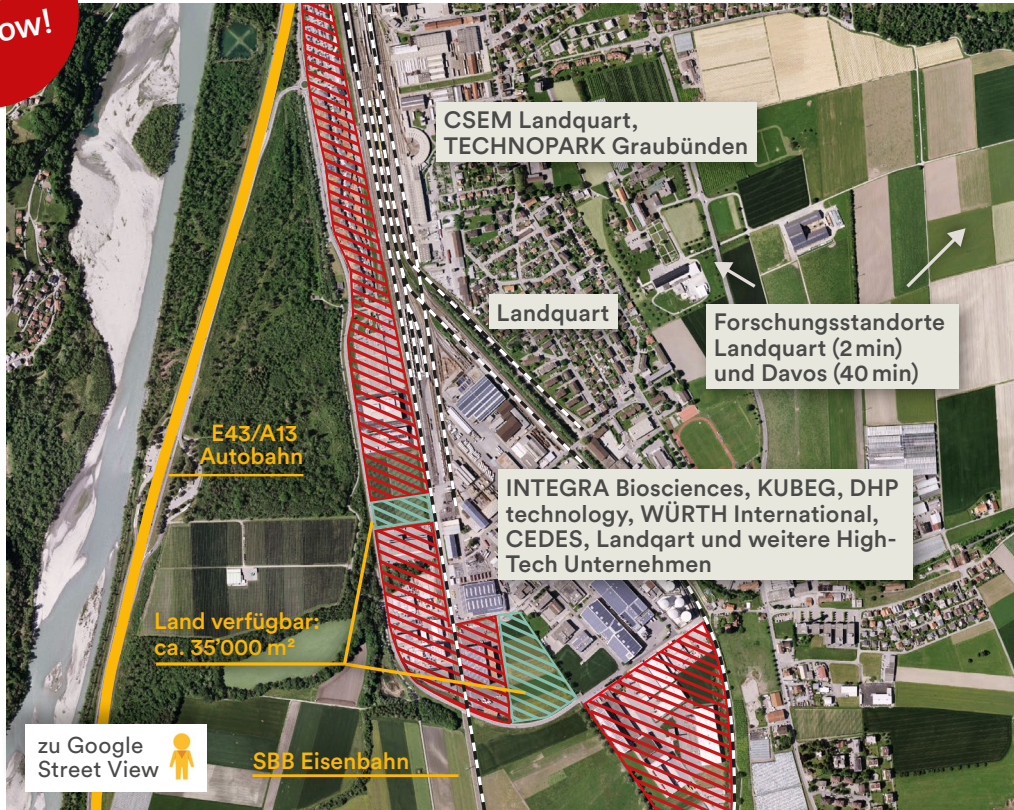 ow!
CSEM Landquart,
TECHNOPARK Graubünden
Landquart
Forschungsstandorte
Landquart (2 min)
und Davos (40 min)
E43/A13
Autobahn
INTEGRA Biosciences, KUBEG, DHP
technology, WÜRTH International,
CEDES, Landqart und weitere High-
Tech Unternehmen
Land verfügbar:
ca. 35'000 m²
zu Google
Street View
SBB Eisenbahn